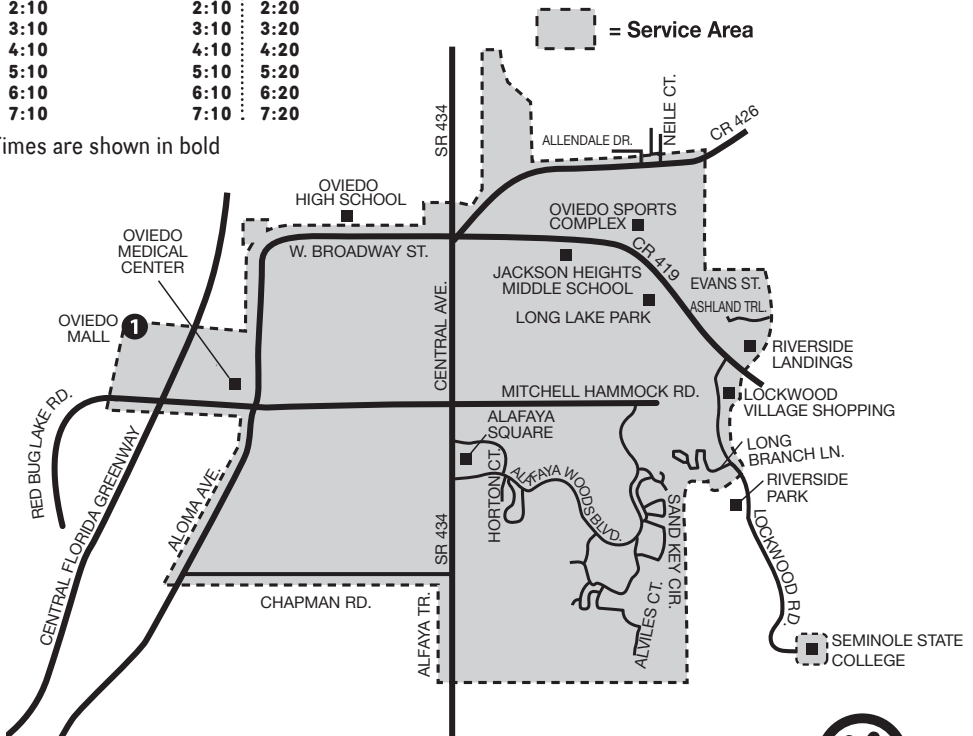 2:10 2:10 2:20
3:10 3:10 3:20
4:10 4:10 4:20
5:10 5:10 5:20
6:10 6:10 6:20
7:10 7:10 7:20
Times are shown in bold
= Service Area
SR 434
ALLENDALE DR.
NEILE CT.
CR 426
OVIEDO
HIGH SCHOOL
OVIEDO SPORTS
COMPLEX
OVIEDO
MEDICAL
CENTER
W. BROADWAY ST.
CR 419
JACKSON HEIGHTS
MIDDLE SCHOOL
EVANS ST.
ASHLAND TRL.
LONG LAKE PARK
OVIEDO
MALL
1
CENTRAL AVE.
RIVERSIDE
LANDINGS
MITCHELL HAMMOCK RD.
LOCKWOOD
VILLAGE SHOPPING
RED BUG LAKE RD.
ALAFAYA
SQUARE
LONG
BRANCH LN.
CENTRAL FLORIDA GREENWAY
ALOMA AVE.
HORTON CT.
ALAFAYA WOODS BLVD.
SAND KEY CIR.
RIVERSIDE
PARK
SR 434
LOCKWOOD RD.
CHAPMAN RD.
ALFAYA TR.
ALVILES CT.
SEMINOLE STATE
COLLEGE